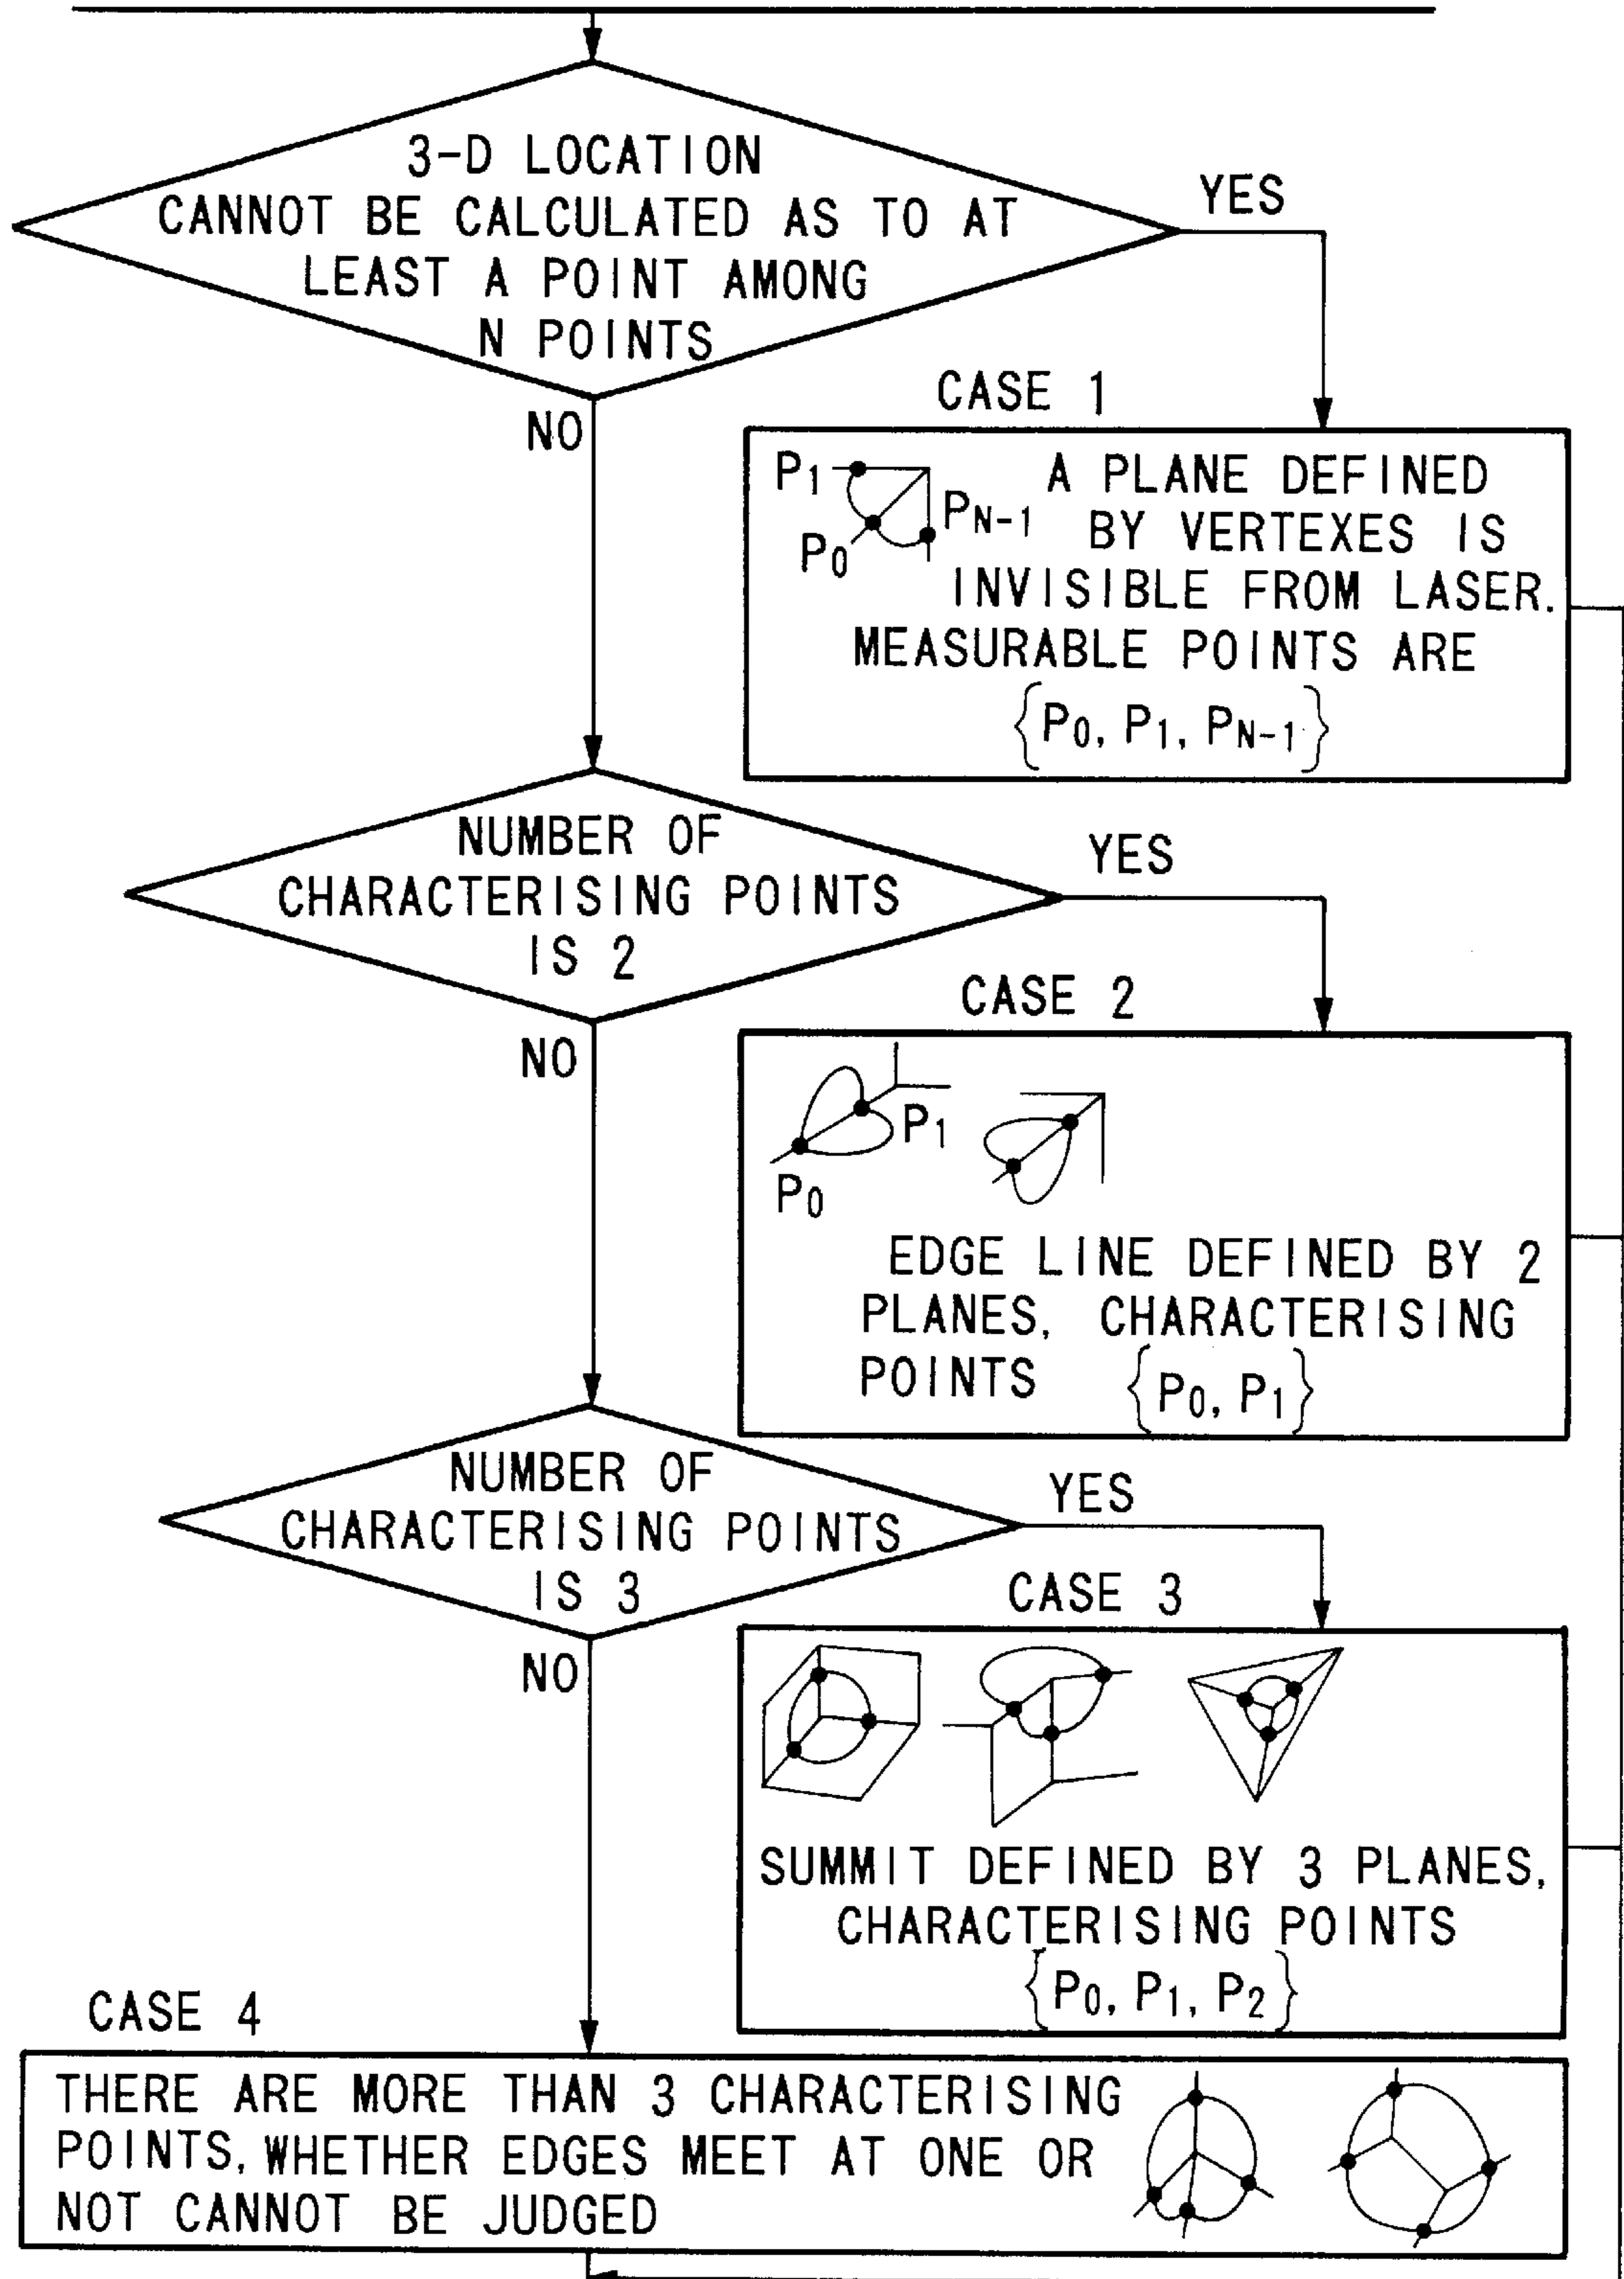 3-D LOCATION
CANNOT BE CALCULATED AS TO AT
LEAST A POINT AMONG
N POINTS
YES
NO
CASE 1
P1
PN-1
P0
A PLANE DEFINED
BY VERTEXES IS
INVISIBLE FROM LASER.
MEASURABLE POINTS ARE
{P0, P1, PN-1}
NUMBER OF
CHARACTERISING POINTS
IS 2
YES
NO
CASE 2
P1
P0
EDGE LINE DEFINED BY 2
PLANES, CHARACTERISING
POINTS {P0, P1}
NUMBER OF
CHARACTERISING POINTS
IS 3
YES
NO
CASE 3
SUMMIT DEFINED BY 3 PLANES,
CHARACTERISING POINTS
{P0, P1, P2}
CASE 4
THERE ARE MORE THAN 3 CHARACTERISING
POINTS, WHETHER EDGES MEET AT ONE OR
NOT CANNOT BE JUDGED